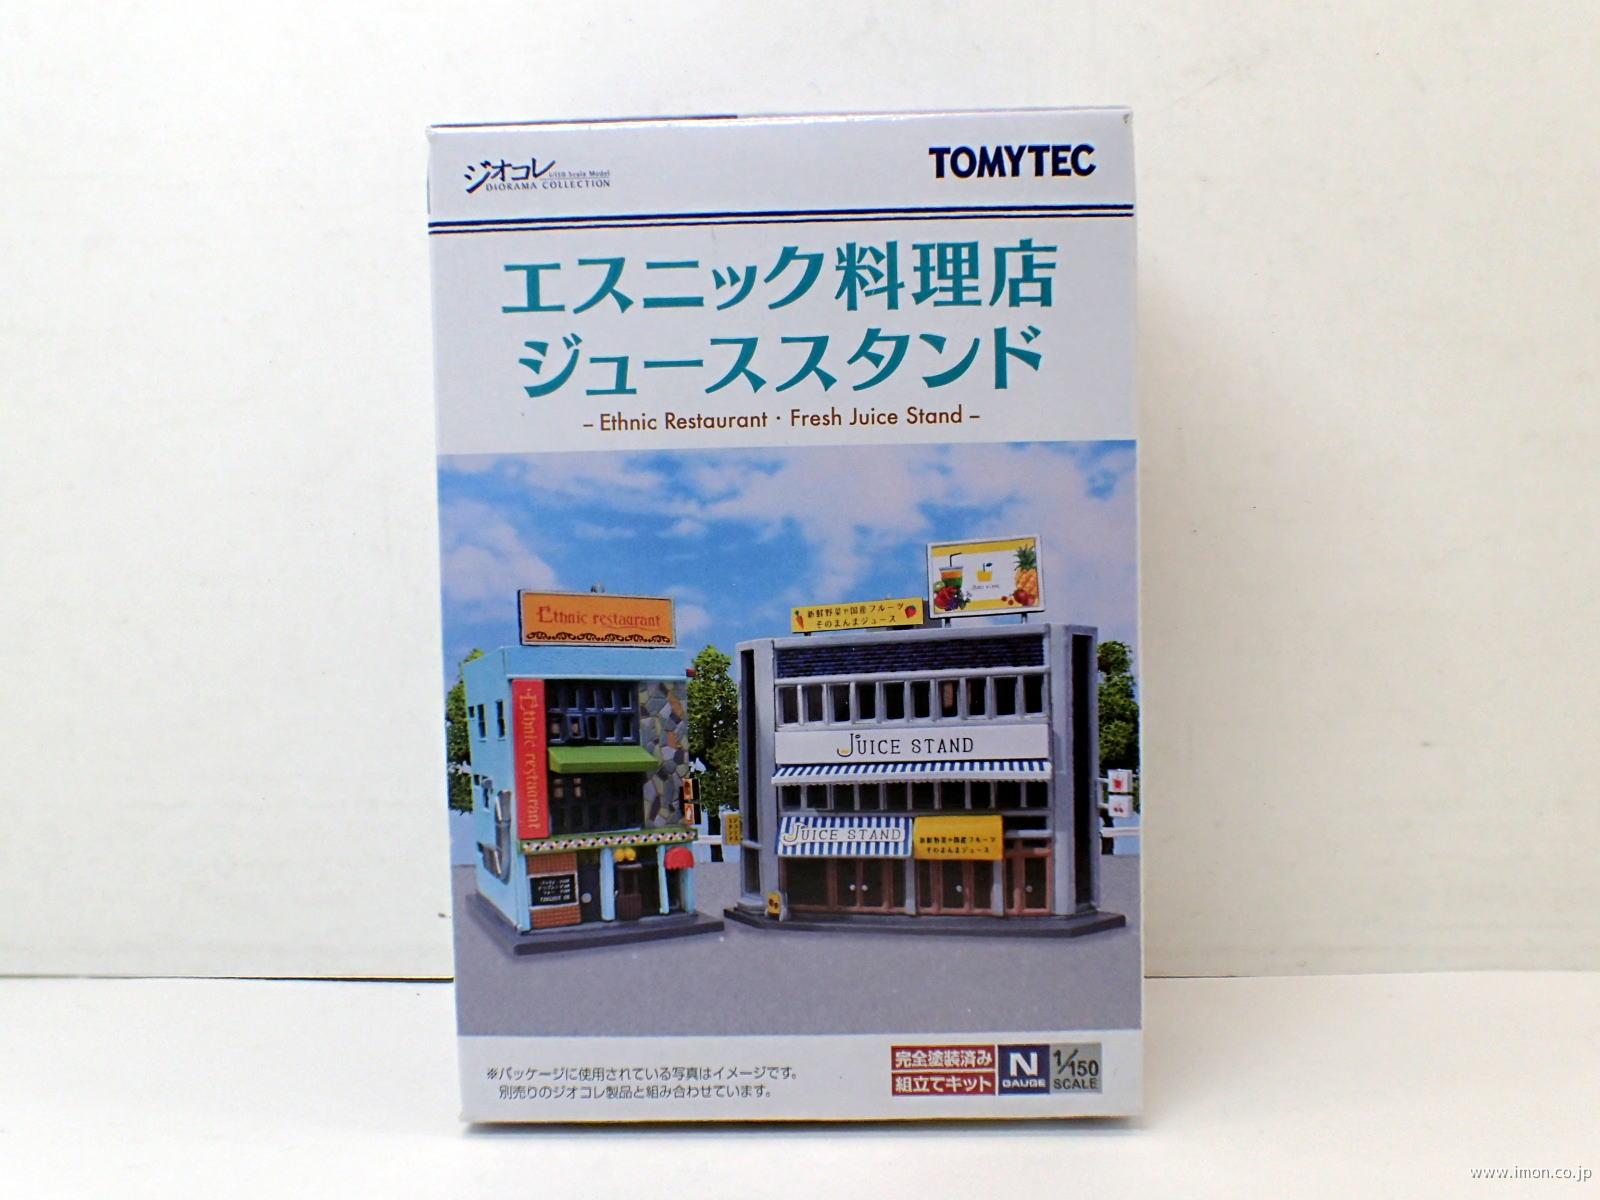 ジオコレ
1/150 Scale Model
DIORAMA COLLECTION
TOMYTEC
エスニック料理店
ジューススタンド
– Ethnic Restaurant · Fresh Juice Stand –
Ethnic restaurant
Ethnic restaurant
新鮮野菜や国産フルーツ
そのまんまジュース
JUICE STAND
JUICE STAND
新鮮野菜や国産フルーツ
そのまんまジュース
※パッケージに使用されている写真はイメージです。
別売りのジオコレ製品と組み合わせています。
完全塗装済み
組立てキット
N
GAUGE
1/150
SCALE
www.imon.co.jp